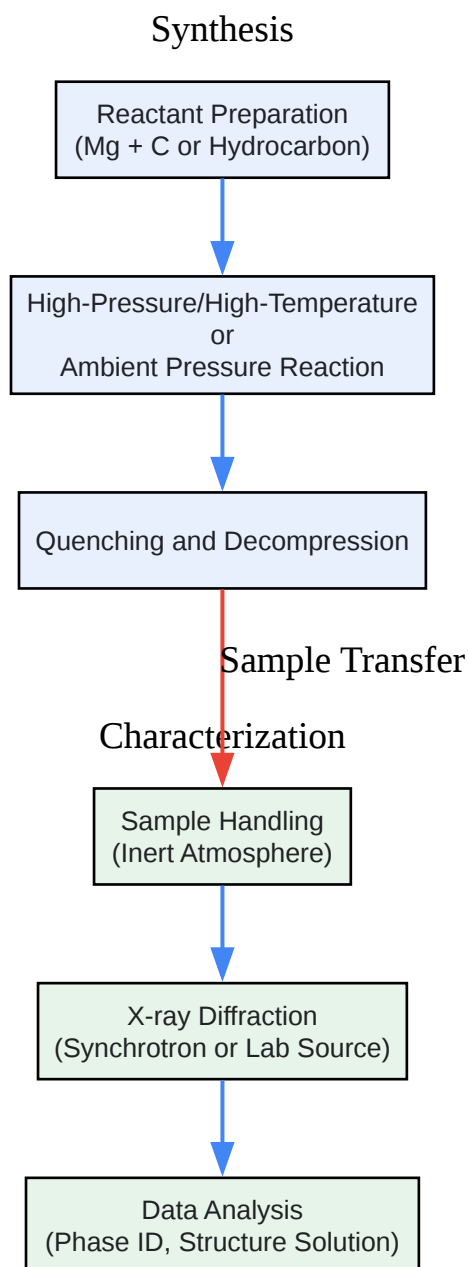 Synthesis
Reactant Preparation
(Mg + C or Hydrocarbon)
High-Pressure/High-Temperature
or
Ambient Pressure Reaction
Quenching and Decompression
Sample Transfer
Characterization
Sample Handling
(Inert Atmosphere)
X-ray Diffraction
(Synchrotron or Lab Source)
Data Analysis
(Phase ID, Structure Solution)